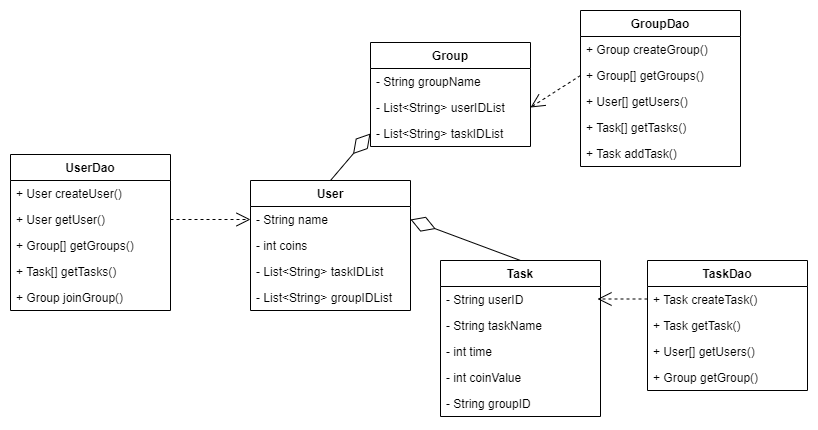 GroupDao
+ Group createGroup()
+ Group[] getGroups()
+ User[] getUsers()
+ Task[] getTasks()
+ Task addTask()
Group
- String groupName
- List<String> userIDList
- List<String> taskIDList
UserDao
+ User createUser()
+ User getUser()
+ Group[] getGroups()
+ Task[] getTasks()
+ Group joinGroup()
User
- String name
- int coins
- List<String> taskIDList
- List<String> groupIDList
Task
- String userID
- String taskName
- int time
- int coinValue
- String groupID
TaskDao
+ Task createTask()
+ Task getTask()
+ User[] getUsers()
+ Group getGroup()